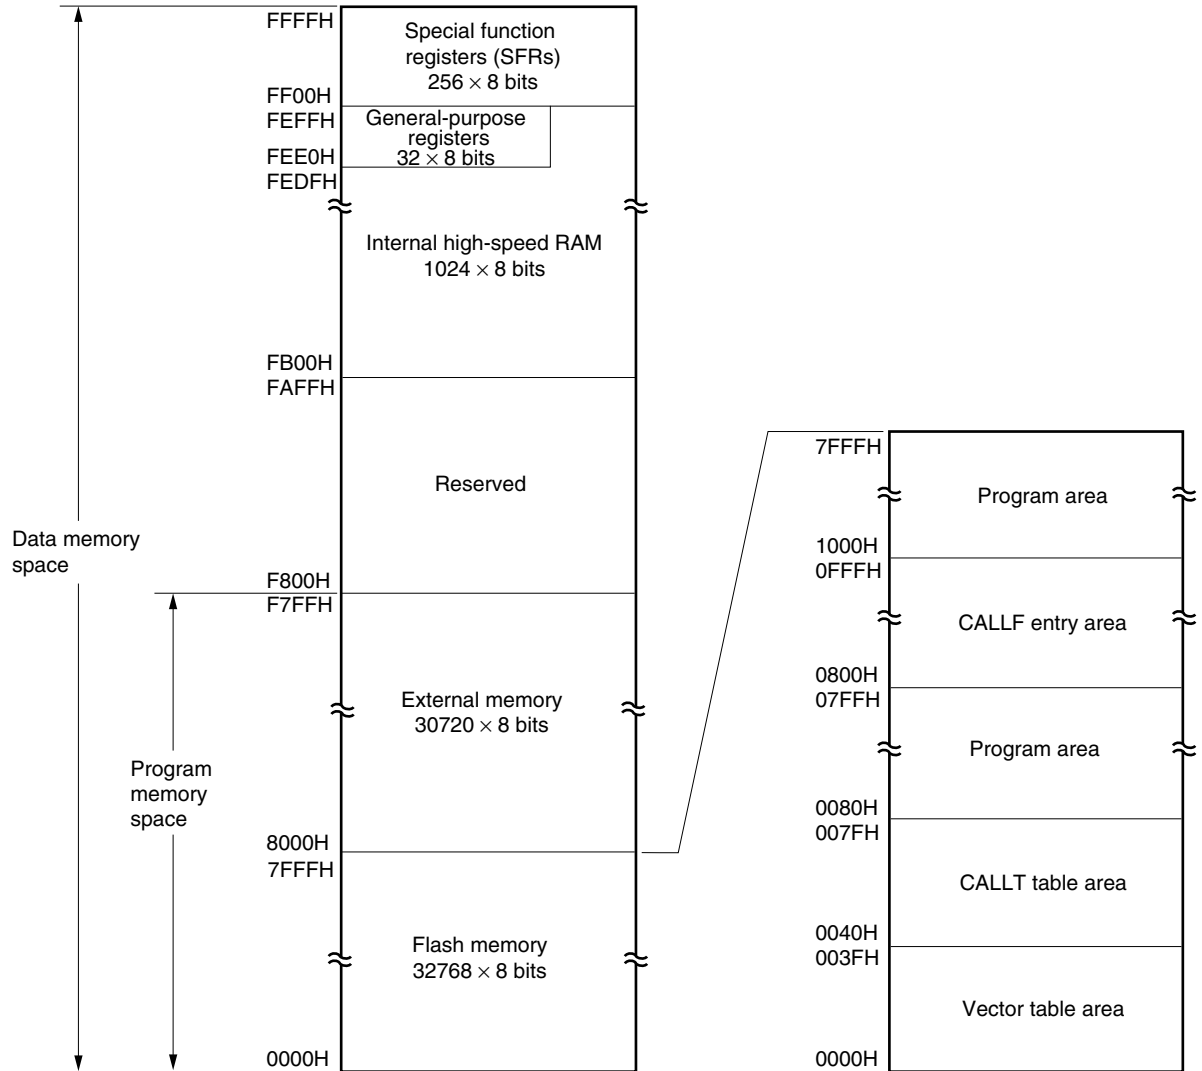 FFFFH
Special function
registers (SFRs)
256 × 8 bits
FF00H
FEFFH
General-purpose
registers
32 × 8 bits
FEE0H
FEDFH
Internal high-speed RAM
1024 × 8 bits
FB00H
FAFFH
Reserved
Data memory
space
F800H
F7FFH
External memory
30720 × 8 bits
Program
memory
space
8000H
7FFFH
Flash memory
32768 × 8 bits
0000H
7FFFH
Program area
1000H
0FFFH
CALLF entry area
0800H
07FFH
Program area
0080H
007FH
CALLT table area
0040H
003FH
Vector table area
0000H